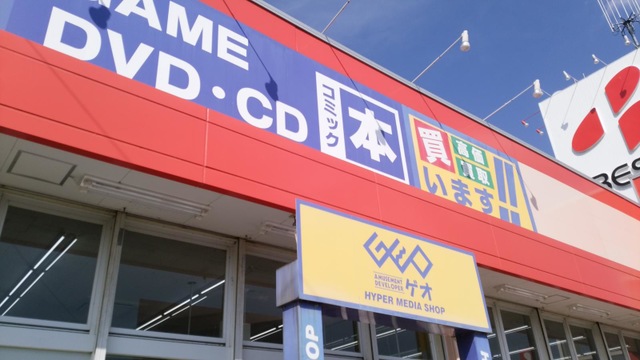 GAME
DVD・CD
コミック
本
買
高価
買取
います!!
GEO
AMUSEMENT
DEVELOPER
ゲオ
HYPER MEDIA SHOP